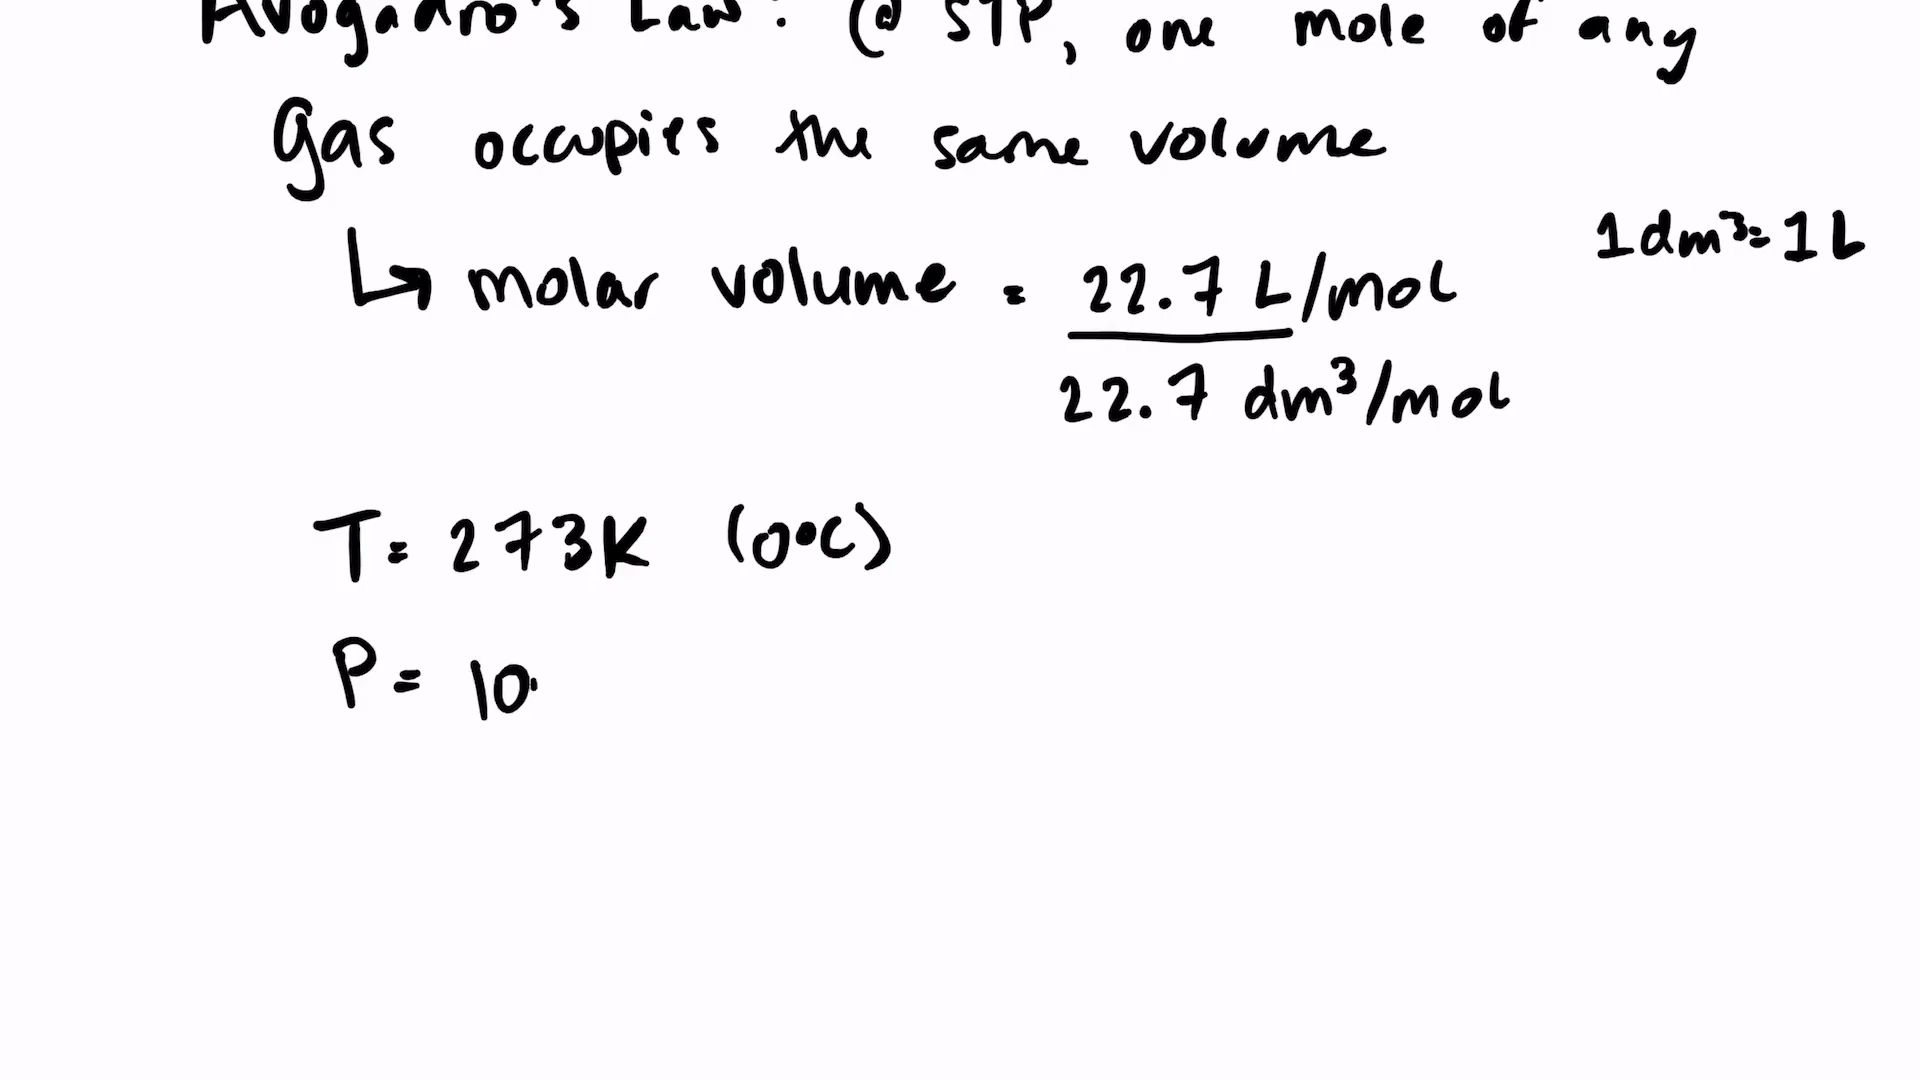 Avogadro's Law: @ STP, one mole of any
gas occupies the same volume
1dm³=1L
↳ molar volume = 22.7 L/mol
22.7 dm³/mol
T= 273K (0°C)
P= 10